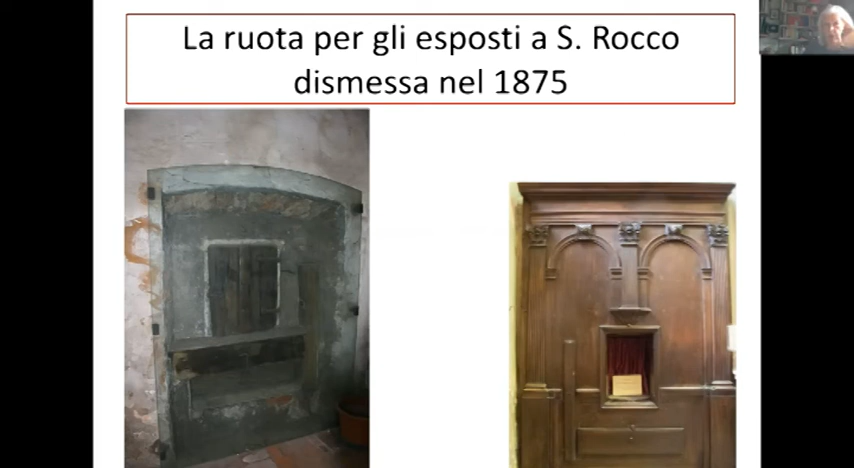 La ruota per gli esposti a S. Rocco
dismessa nel 1875